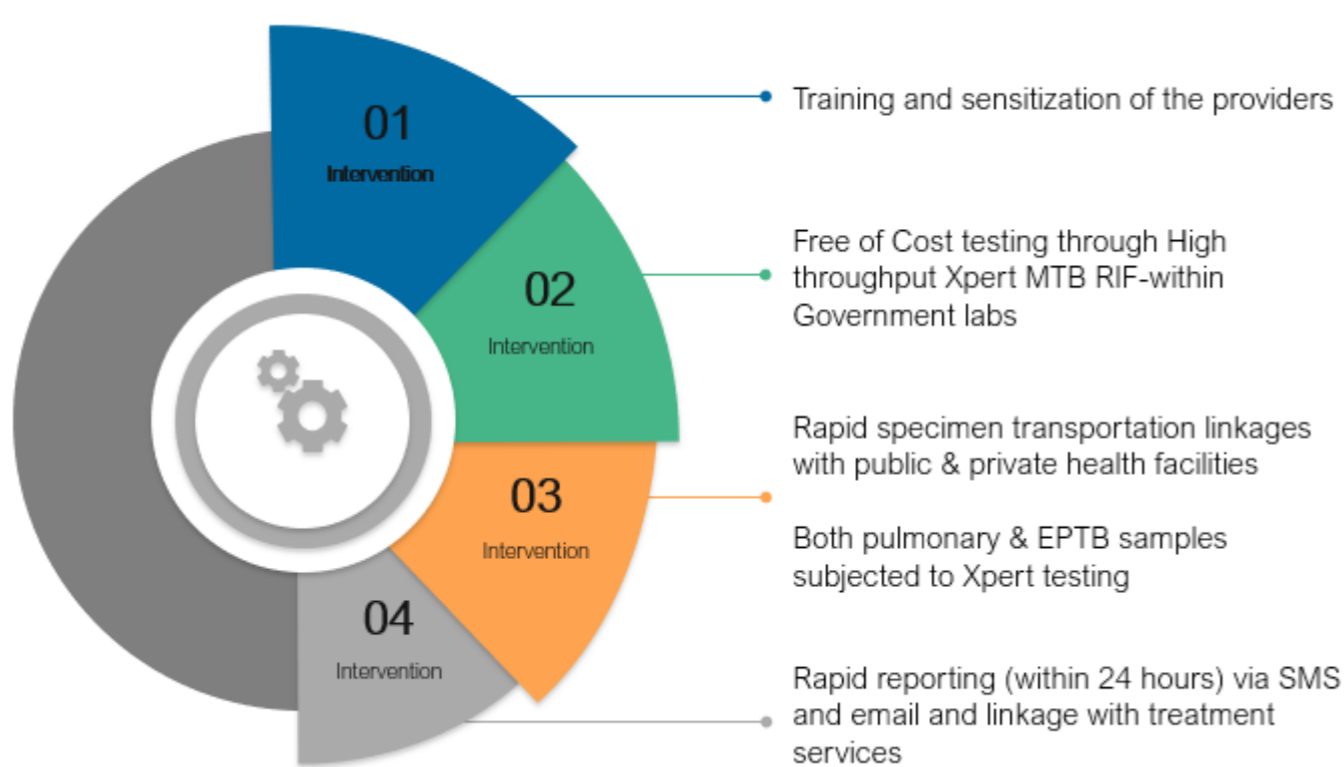 01
Intervention
Training and sensitization of the providers
02
Intervention
Free of Cost testing through High
throughput Xpert MTB RIF-within
Government labs
03
Intervention
Rapid specimen transportation linkages
with public & private health facilities
Both pulmonary & EPTB samples
subjected to Xpert testing
04
Intervention
Rapid reporting (within 24 hours) via SMS
and email and linkage with treatment
services